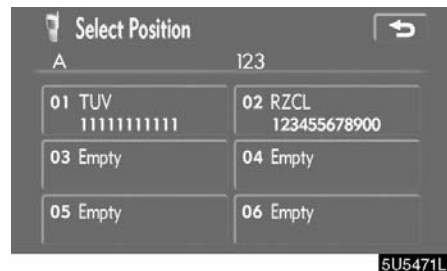 Select Position
A 123
01 TUV 02 RZCL
11111111111 123455678900
03 Empty 04 Empty
05 Empty 06 Empty
5U5471L